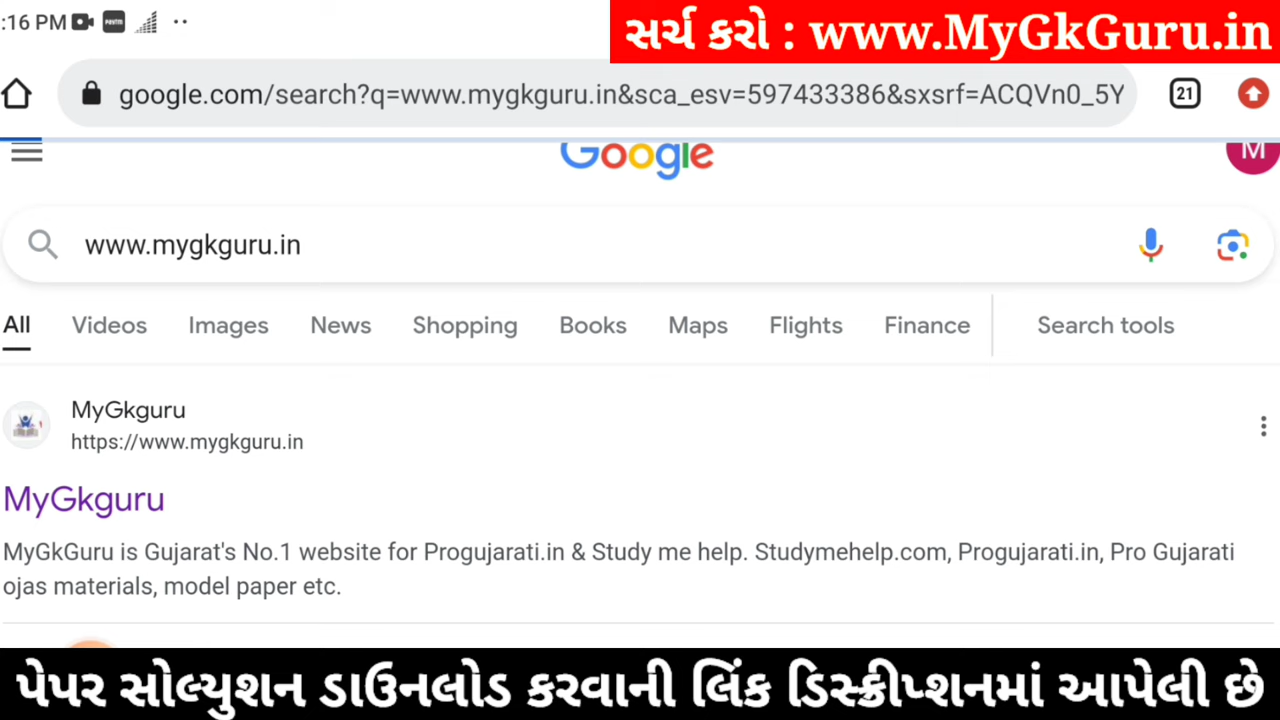 :16 PM
સર્ચ કરો : www.MyGkGuru.in
google.com/search?q=www.mygkguru.in&sca_esv=597433386&sxsrf=ACQVn0_5Y
21
Google
M
www.mygkguru.in
All Videos Images News Shopping Books Maps Flights Finance Search tools
MyGkguru
https://www.mygkguru.in
MyGkguru
MyGkGuru is Gujarat's No.1 website for Progujarati.in & Study me help. Studymehelp.com, Progujarati.in, Pro Gujarati
ojas materials, model paper etc.
પેપર સોલ્યુશન ડાઉનલોડ કરવાની લિંક ડિસ્ક્રીપ્શનમાં આપેલી છે